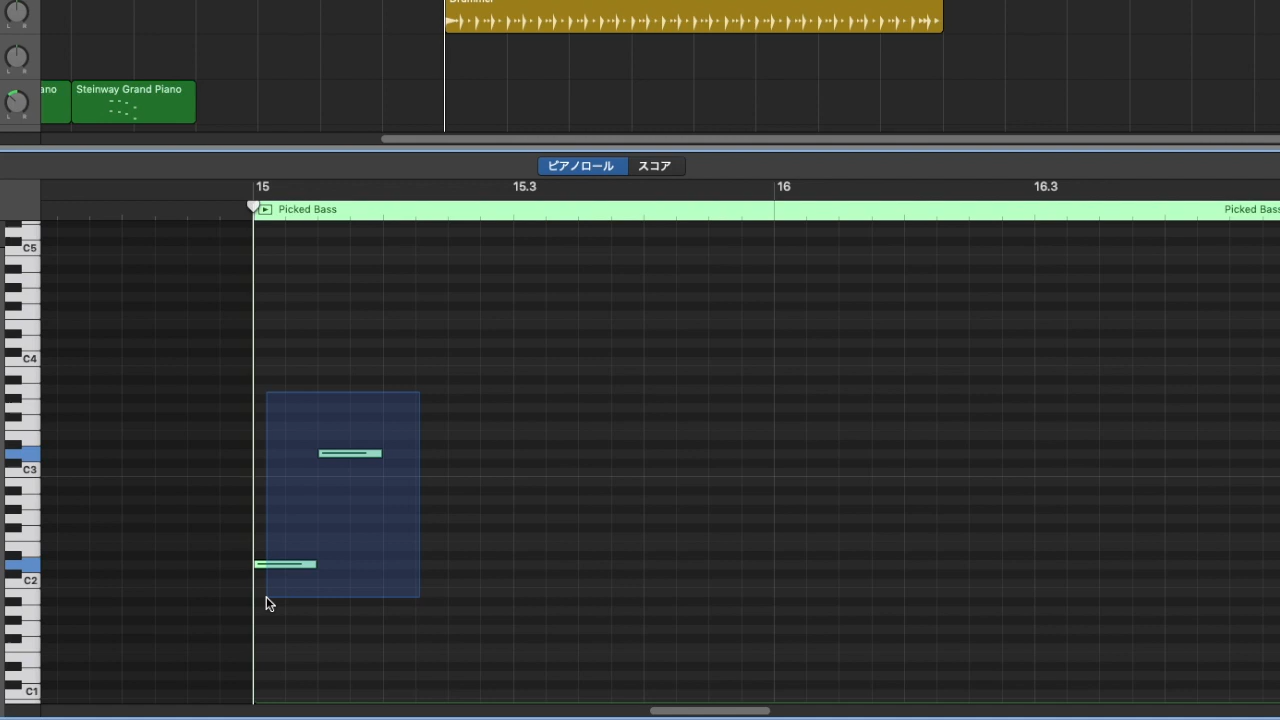 Drummer
L R
L R
ano
Steinway Grand Piano
L R
ピアノロール
スコア
15
15.3
16
16.3
Picked Bass
Picked Bass
C5
C4
C3
C2
C1